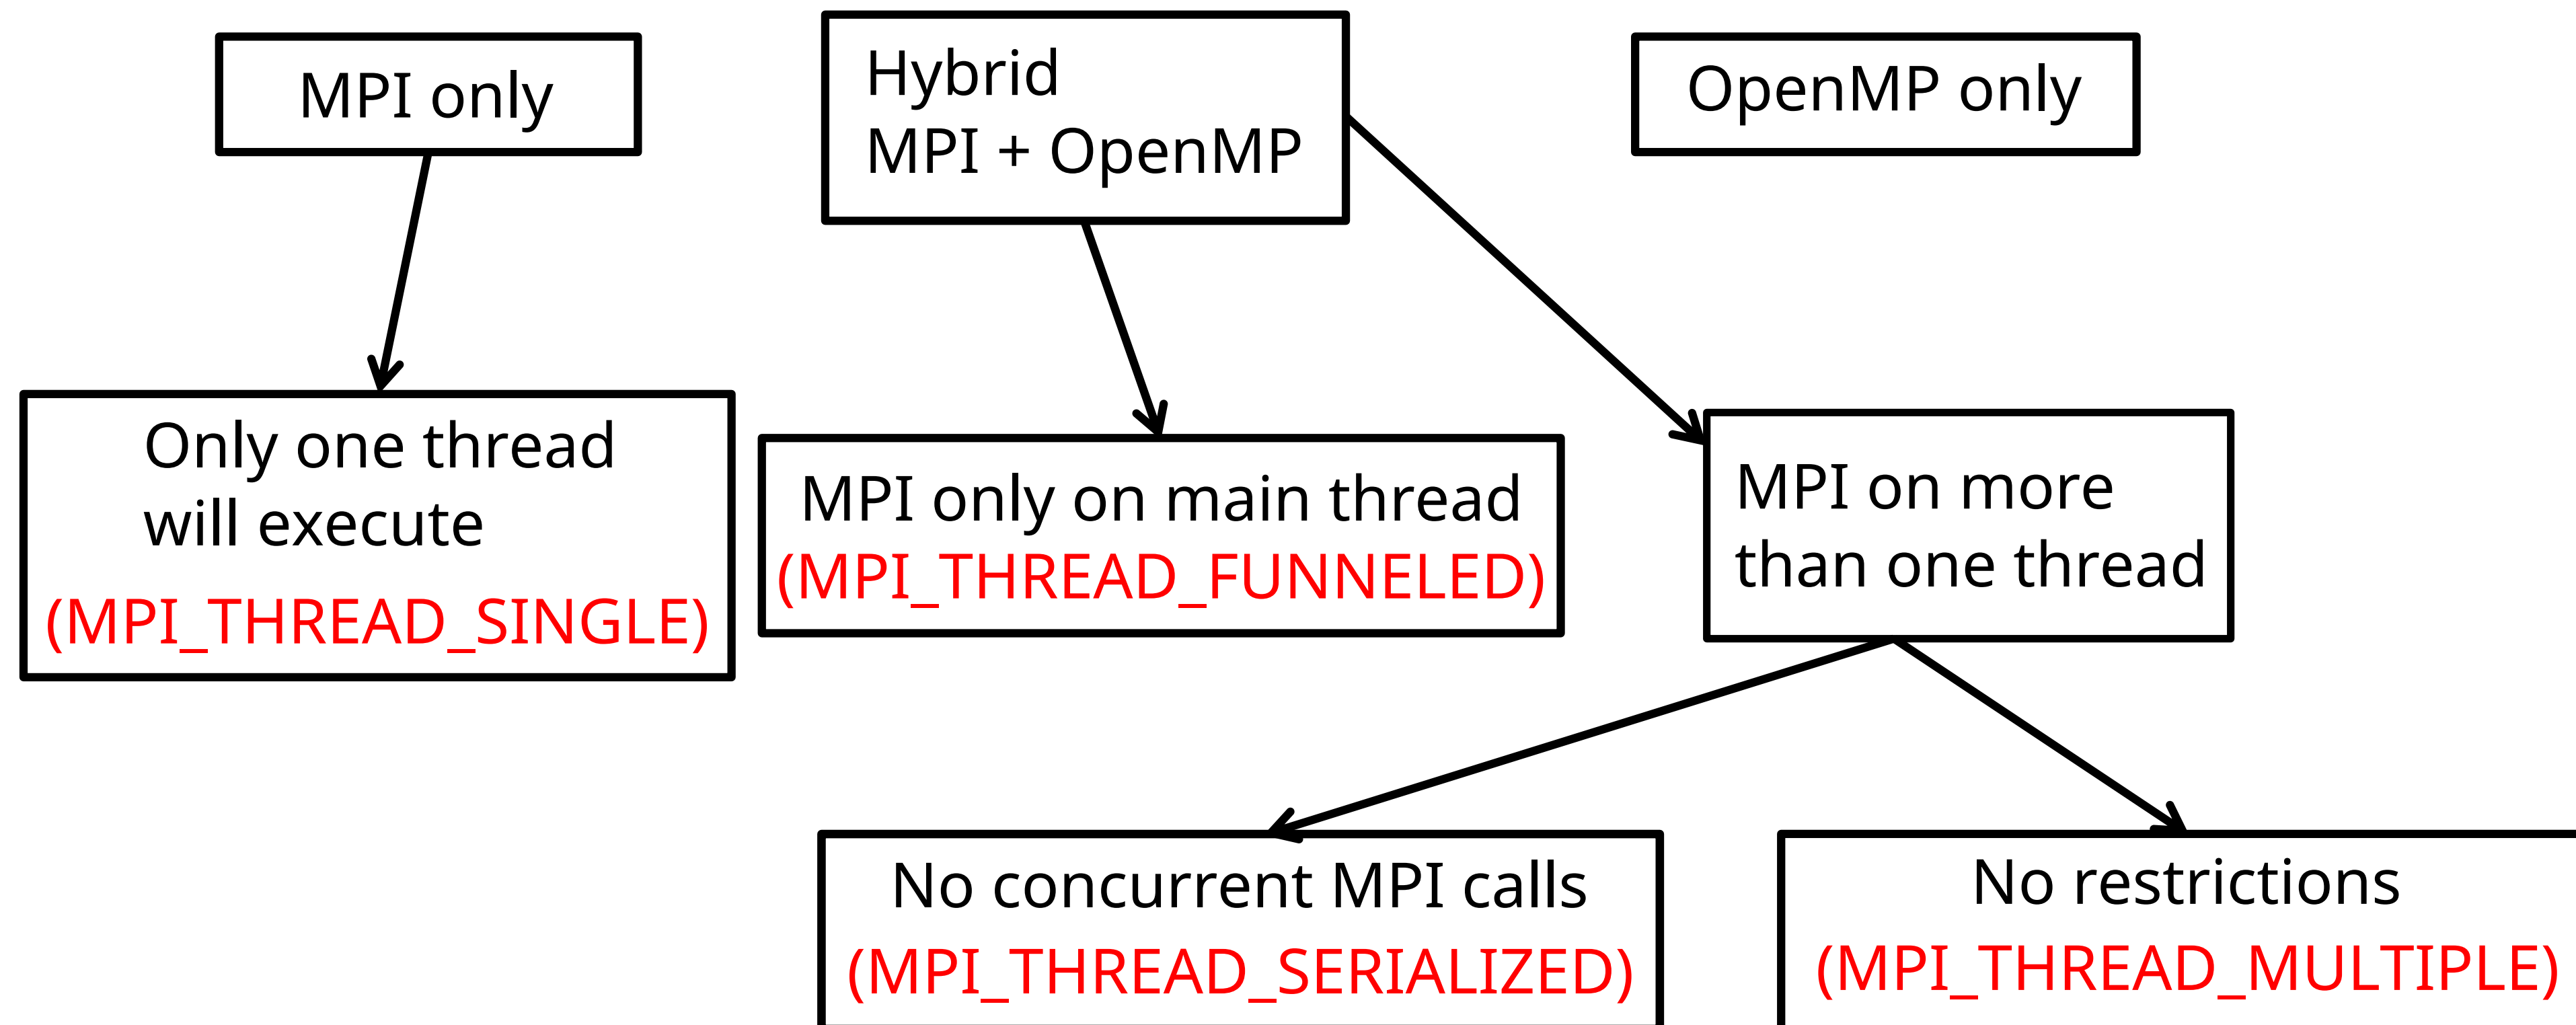 MPI only
Hybrid
MPI + OpenMP
OpenMP only
Only one thread
will execute
(MPI_THREAD_SINGLE)
MPI only on main thread
(MPI_THREAD_FUNNELED)
MPI on more
than one thread
No concurrent MPI calls
(MPI_THREAD_SERIALIZED)
No restrictions
(MPI_THREAD_MULTIPLE)